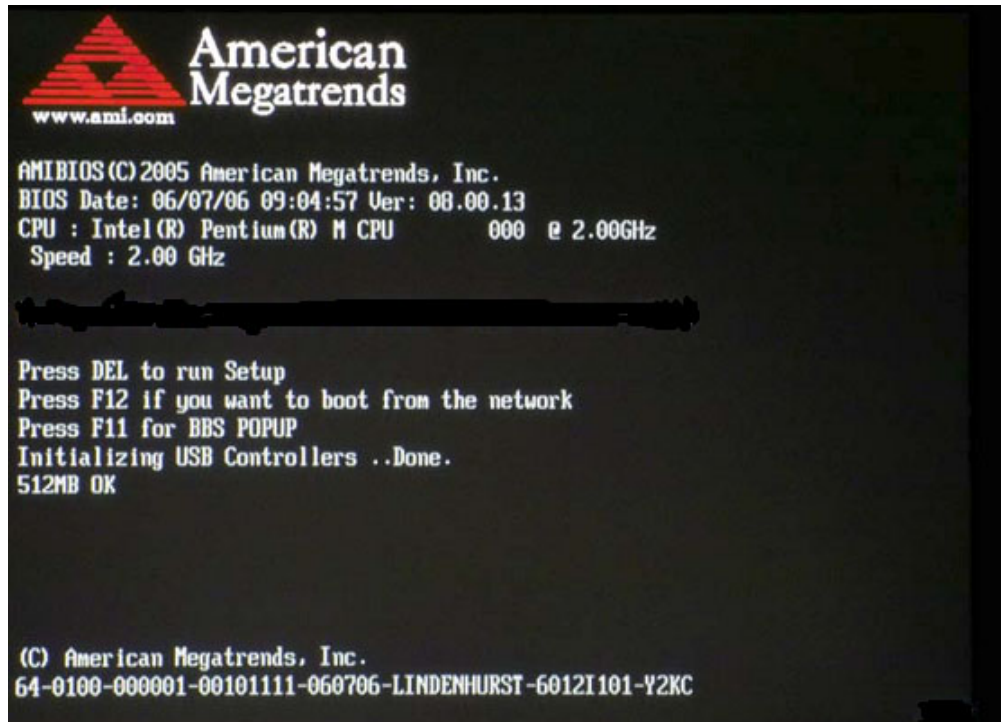 American
Megatrends
www.ami.com
AMIBIOS(C)2005 American Megatrends, Inc.
BIOS Date: 06/07/06 09:04:57 Ver: 08.00.13
CPU : Intel(R) Pentium(R) M CPU 000 @ 2.00GHz
Speed : 2.00 GHz
Press DEL to run Setup
Press F12 if you want to boot from the network
Press F11 for BBS POPUP
Initializing USB Controllers ..Done.
512MB OK
(C) American Megatrends, Inc.
64-0100-000001-00101111-060706-LINDENHURST-6012I101-Y2KC